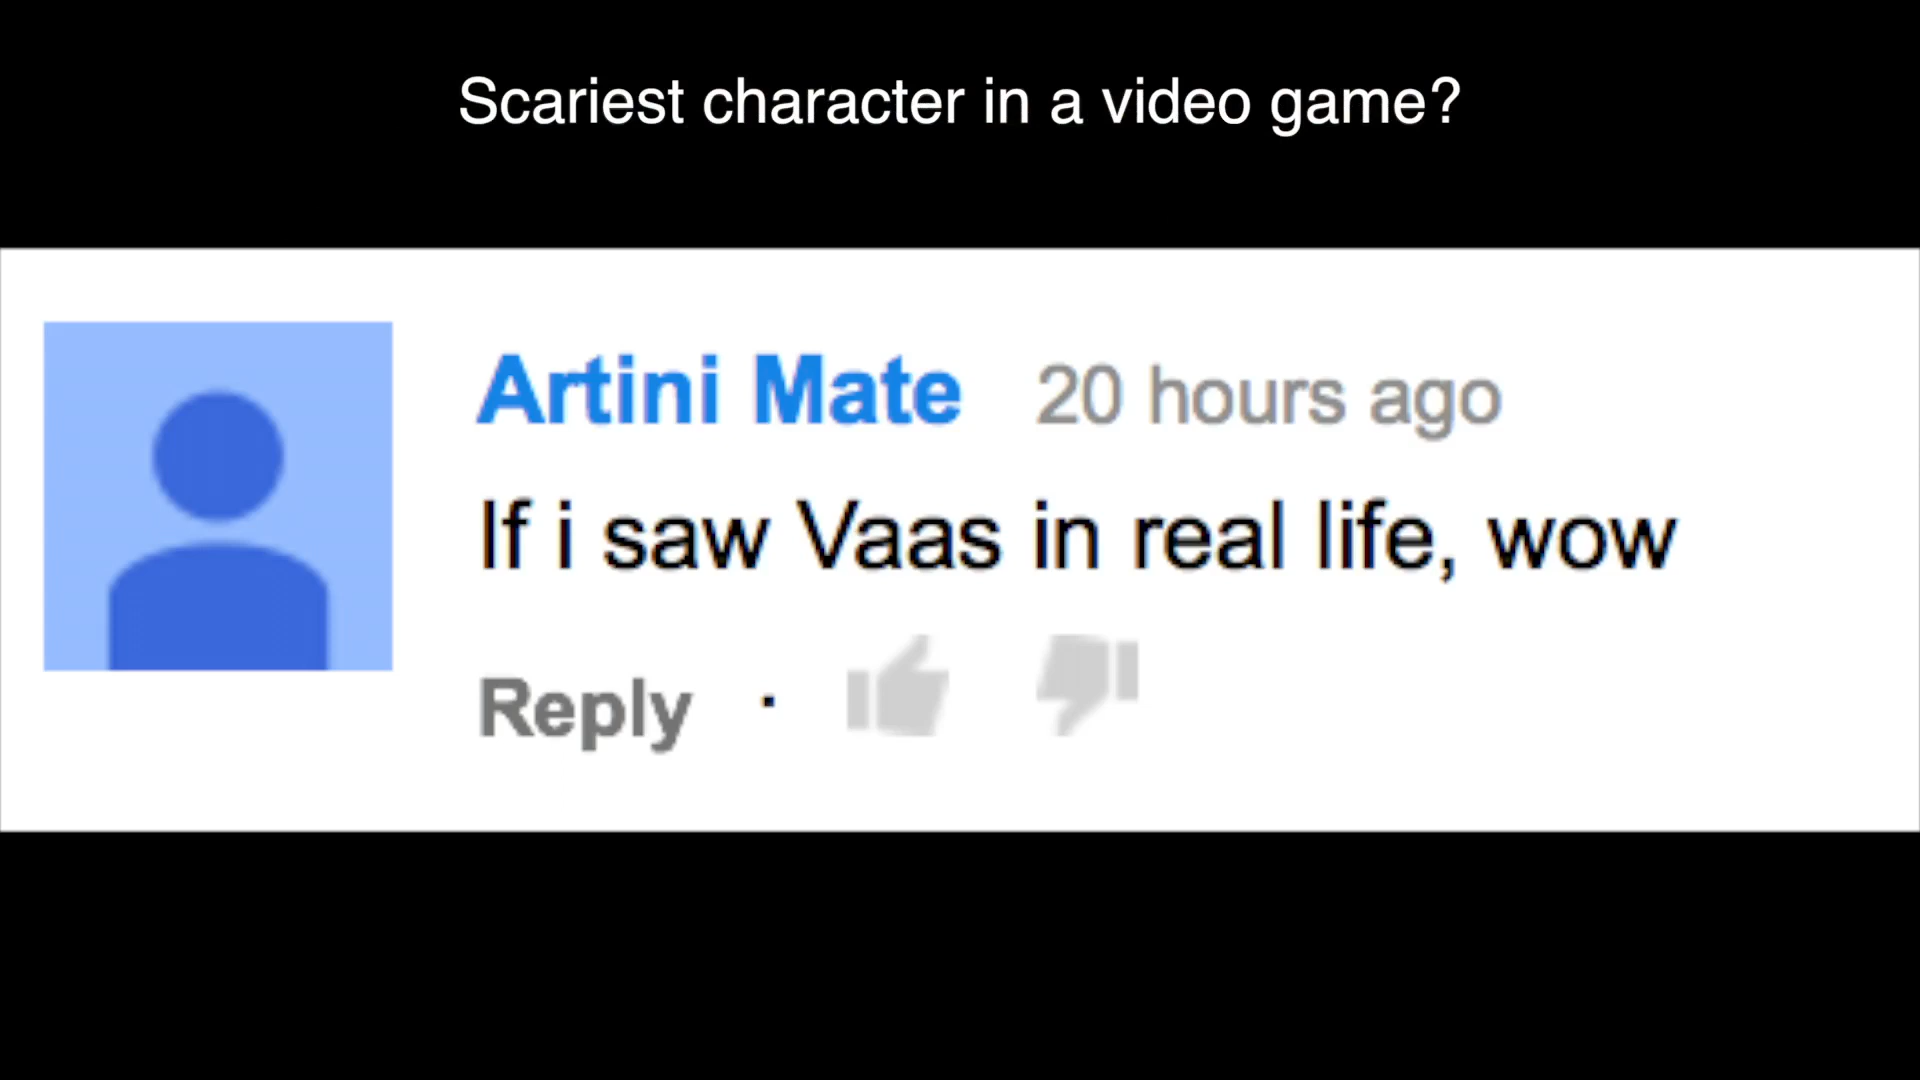 Scariest character in a video game?
Artini Mate 20 hours ago
If i saw Vaas in real life, wow
Reply ·